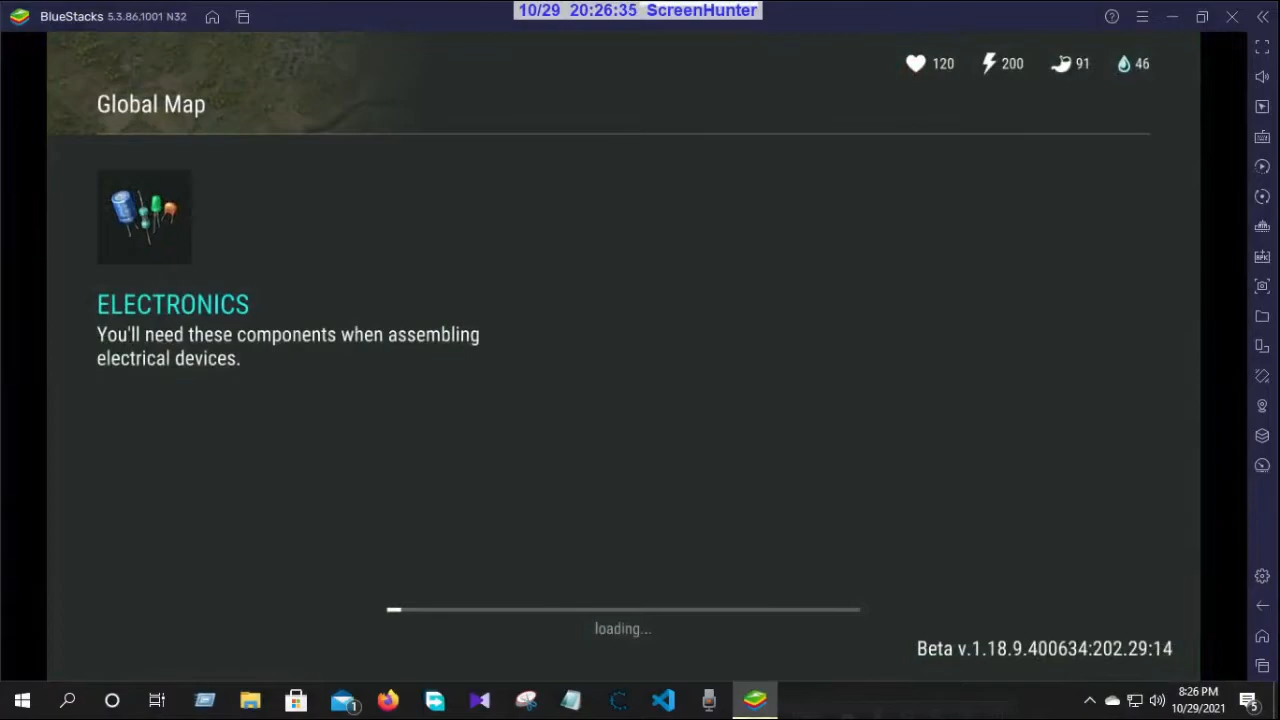 BlueStacks 5.3.86.1001 N32
10/29 20:26:35 ScreenHunter
120 200 91 46
Global Map
ELECTRONICS
You'll need these components when assembling
electrical devices.
loading...
Beta v.1.18.9.400634:202.29:14
8:26 PM
10/29/2021
1
5